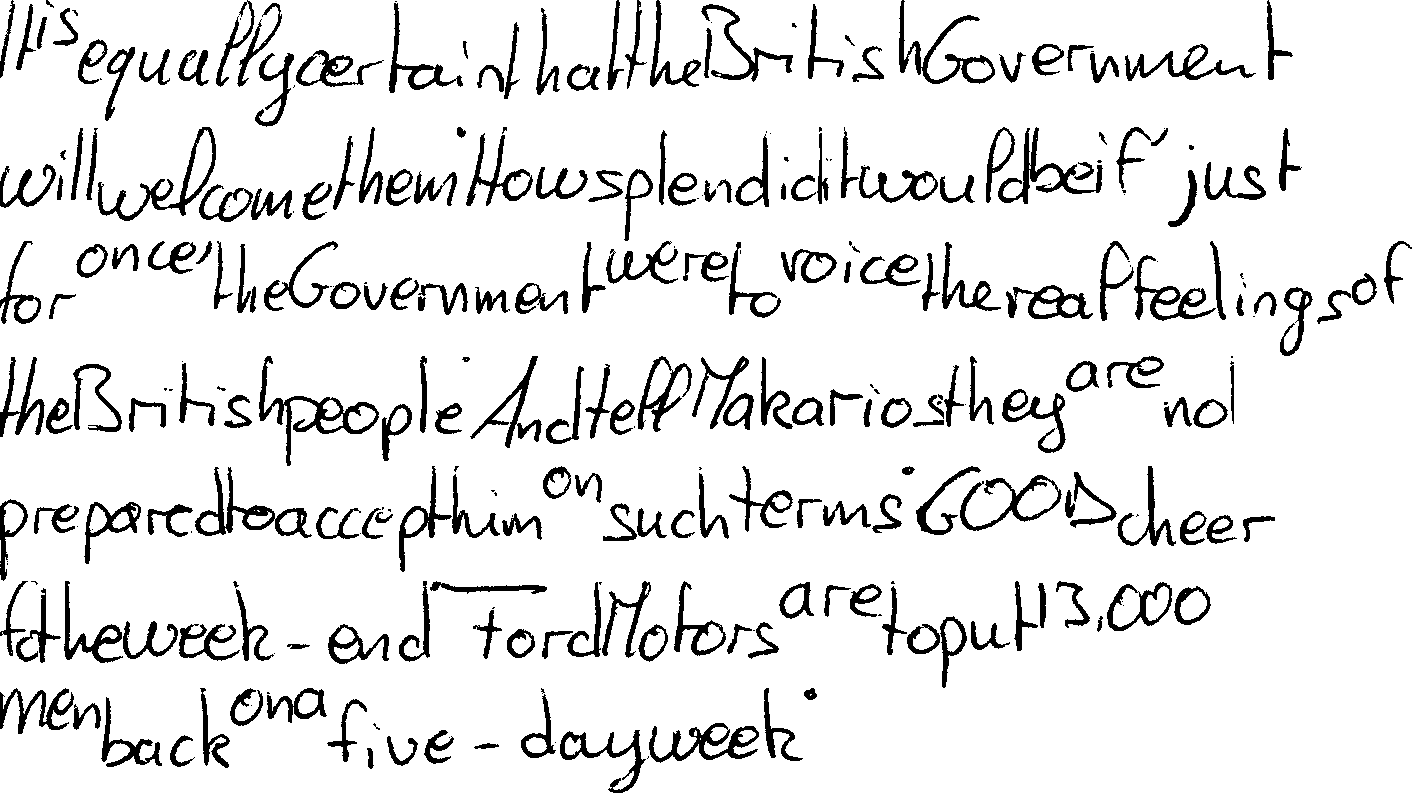 It is equally certain that the British Government
will welcome them. How splendid it would be if just
for once, the Government were to voice the real feelings of
the British people. And tell Makarios they are not
prepared to accept him on such terms. GOOD cheer
for the week-end. Ford Motors are to put 13,000
men back on a five-day week.